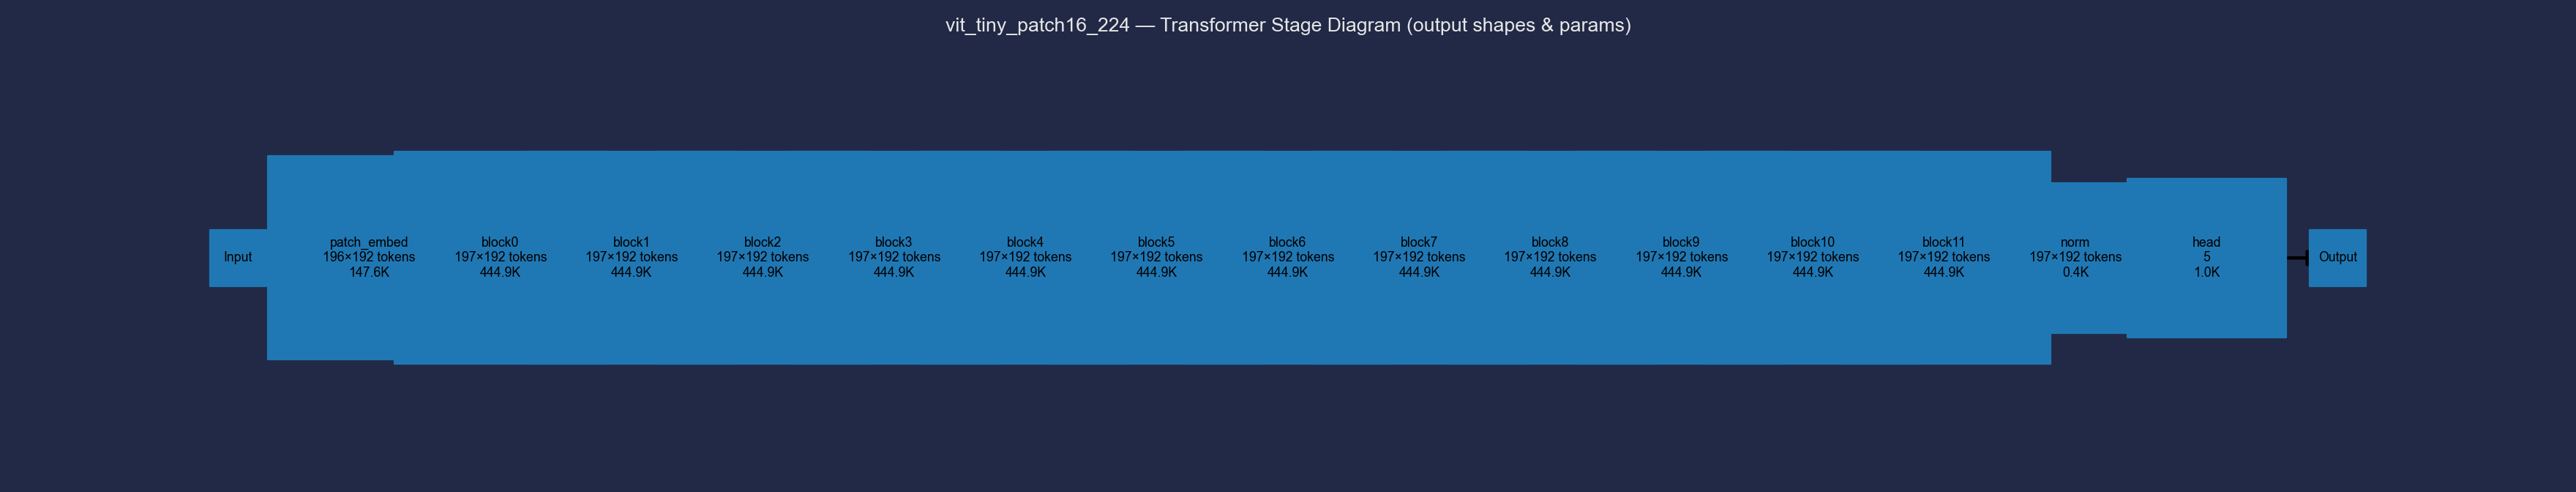 vit_tiny_patch16_224 — Transformer Stage Diagram (output shapes & params)
Input
patch_embed
196×192 tokens
147.6K
block0
197×192 tokens
444.9K
block1
197×192 tokens
444.9K
block2
197×192 tokens
444.9K
block3
197×192 tokens
444.9K
block4
197×192 tokens
444.9K
block5
197×192 tokens
444.9K
block6
197×192 tokens
444.9K
block7
197×192 tokens
444.9K
block8
197×192 tokens
444.9K
block9
197×192 tokens
444.9K
block10
197×192 tokens
444.9K
block11
197×192 tokens
444.9K
norm
197×192 tokens
0.4K
head
5
1.0K
Output